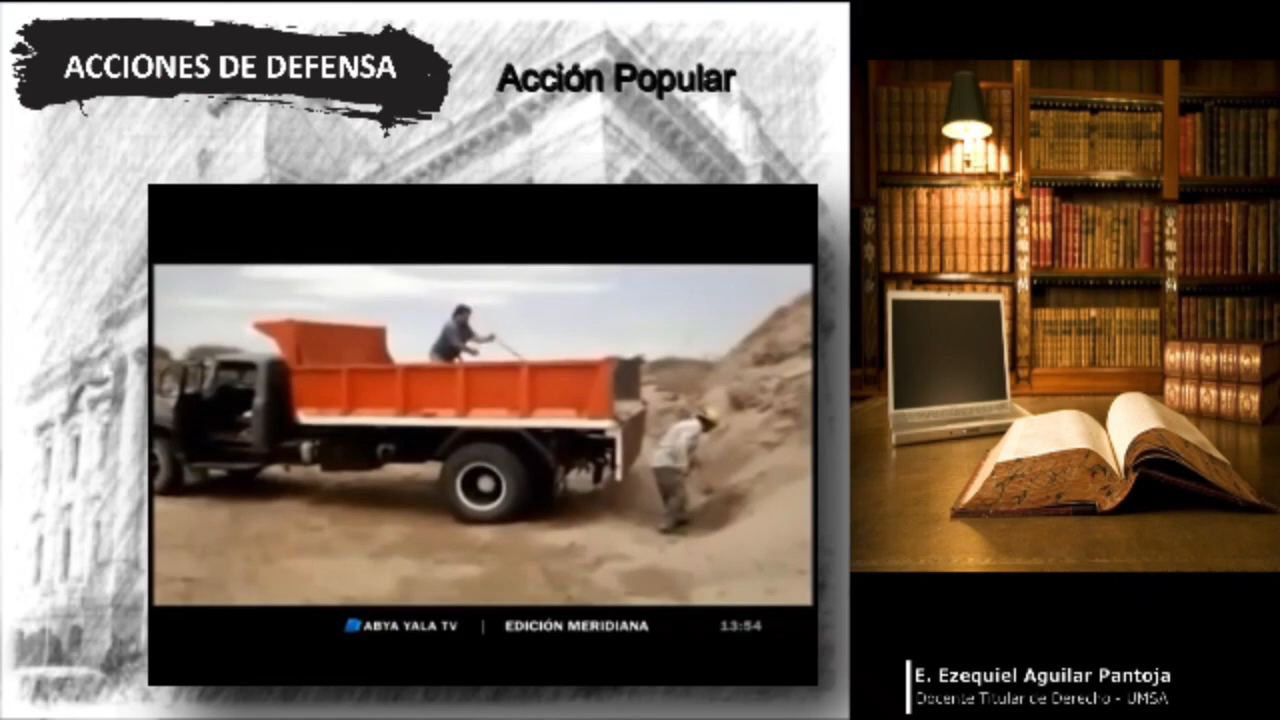 ACCIONES DE DEFENSA
Acción Popular
ABYA YALA TV | EDICIÓN MERIDIANA 13:54
E. Ezequiel Aguilar Pantoja
Docente Titular de Derecho - UMSA